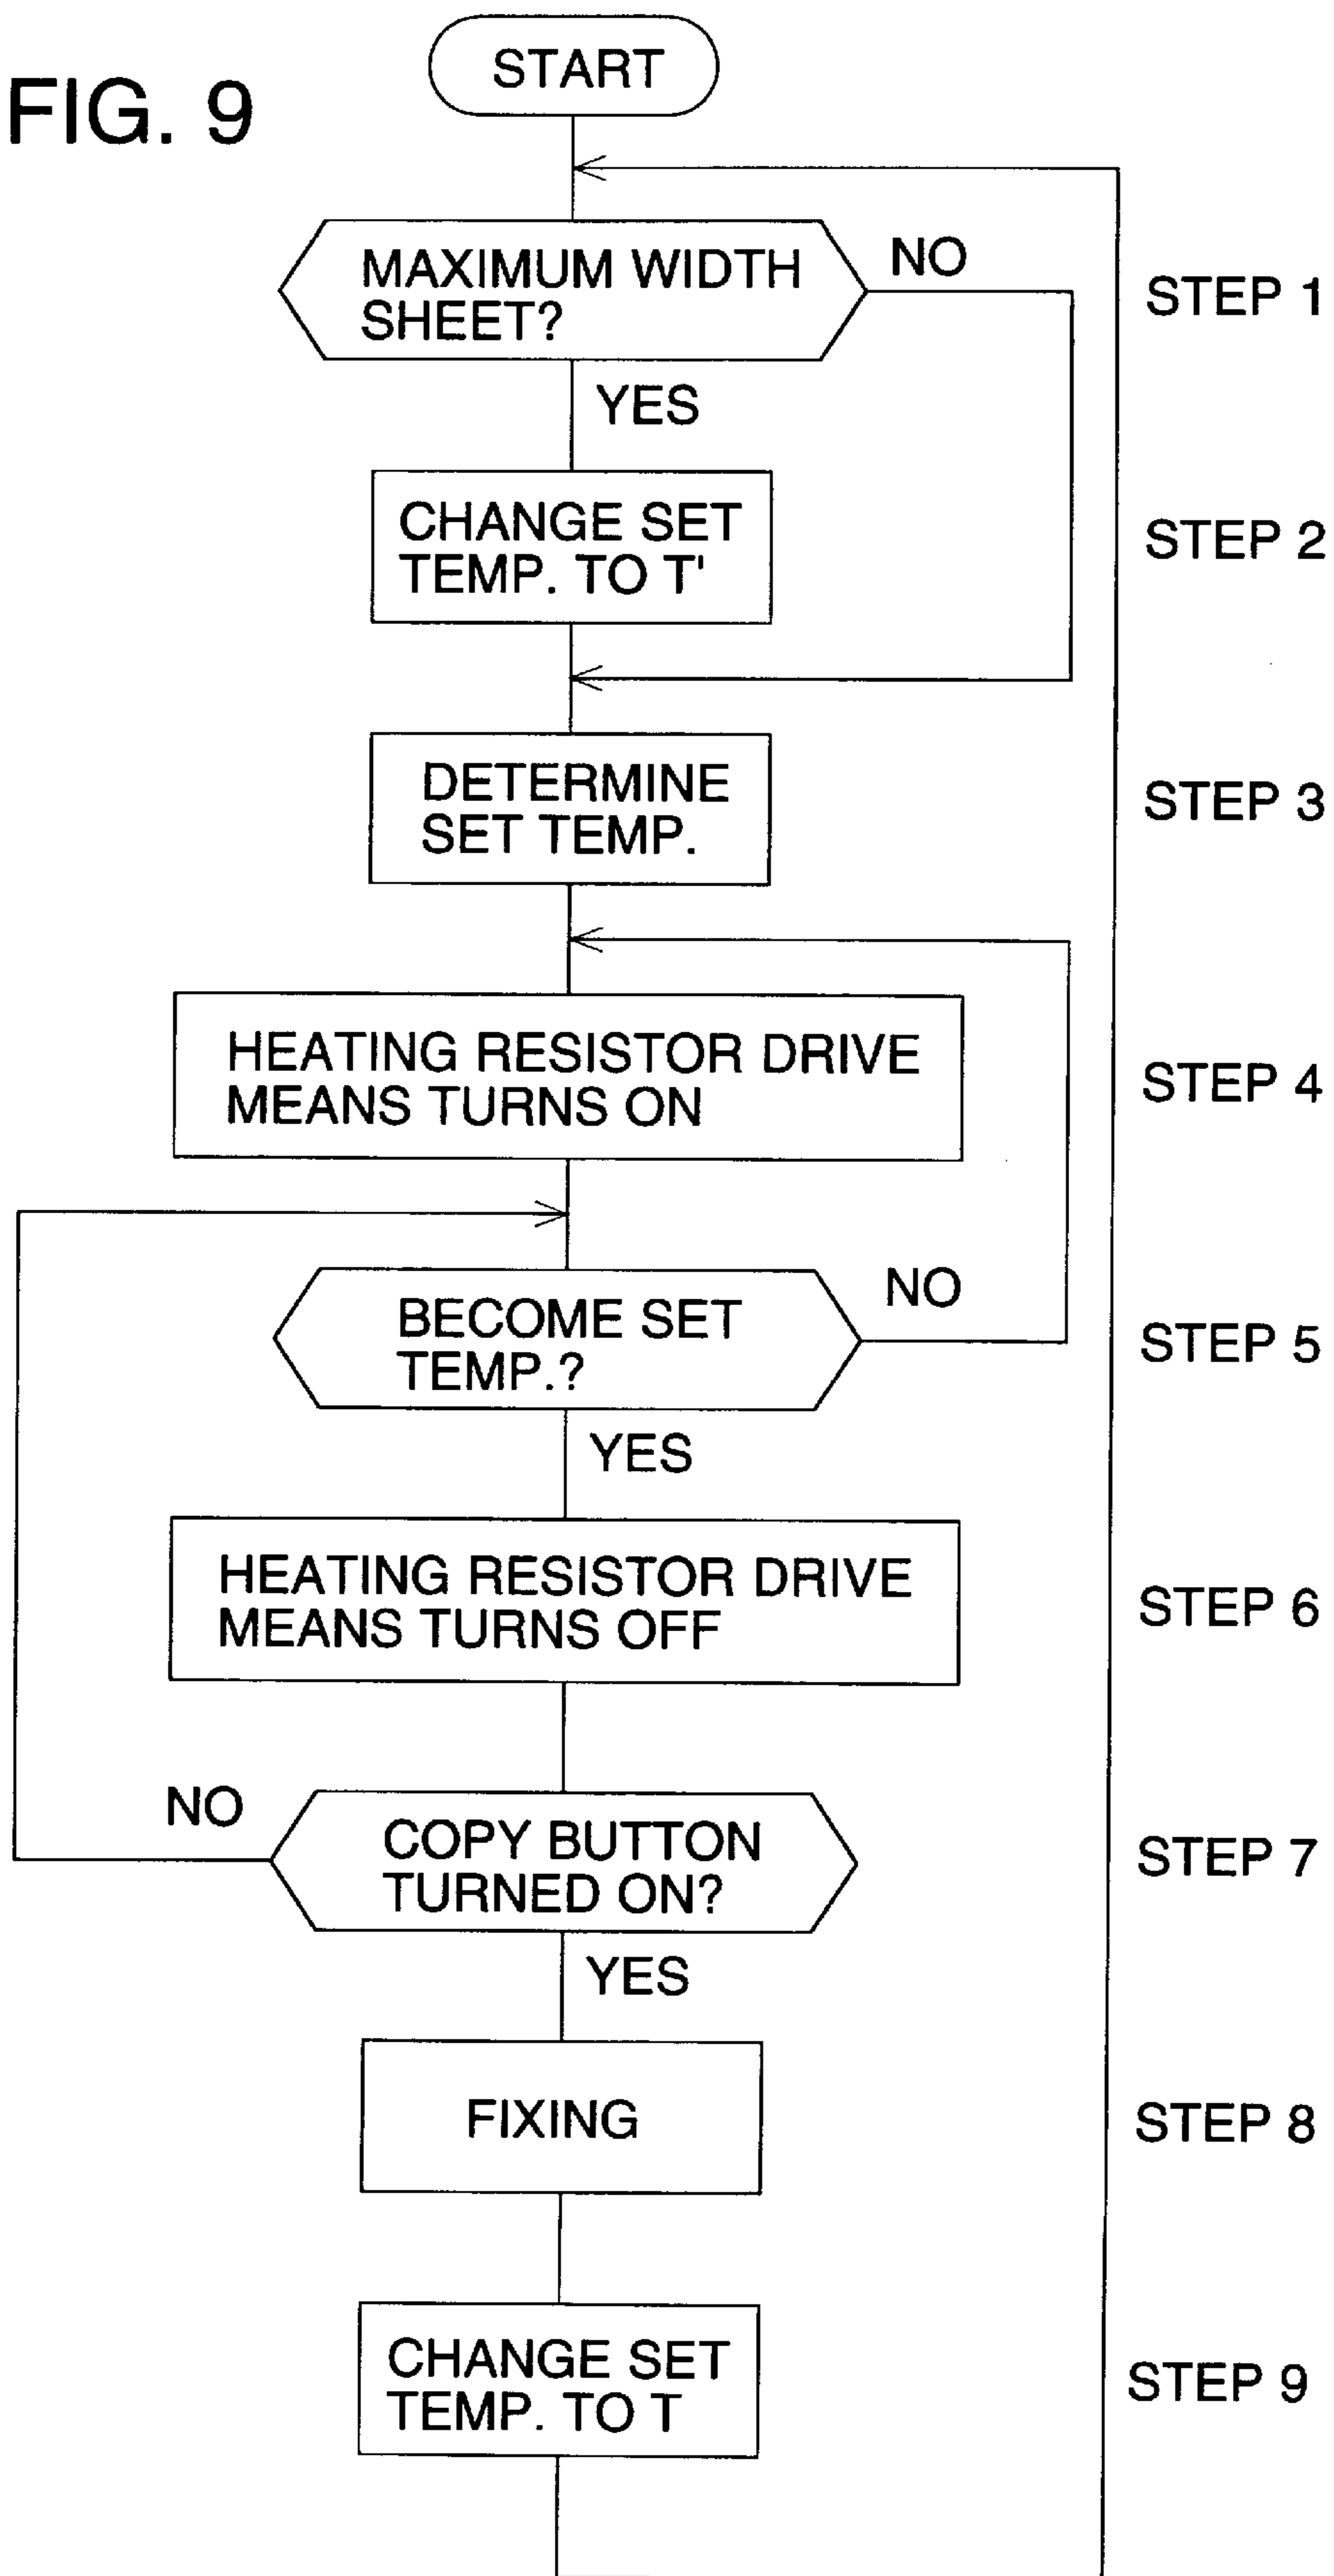 FIG. 9
START
MAXIMUM WIDTH
SHEET?
NO
STEP 1
YES
CHANGE SET
TEMP. TO T'
STEP 2
DETERMINE
SET TEMP.
STEP 3
HEATING RESISTOR DRIVE
MEANS TURNS ON
STEP 4
BECOME SET
TEMP.?
NO
STEP 5
YES
HEATING RESISTOR DRIVE
MEANS TURNS OFF
STEP 6
NO
COPY BUTTON
TURNED ON?
STEP 7
YES
FIXING
STEP 8
CHANGE SET
TEMP. TO T
STEP 9